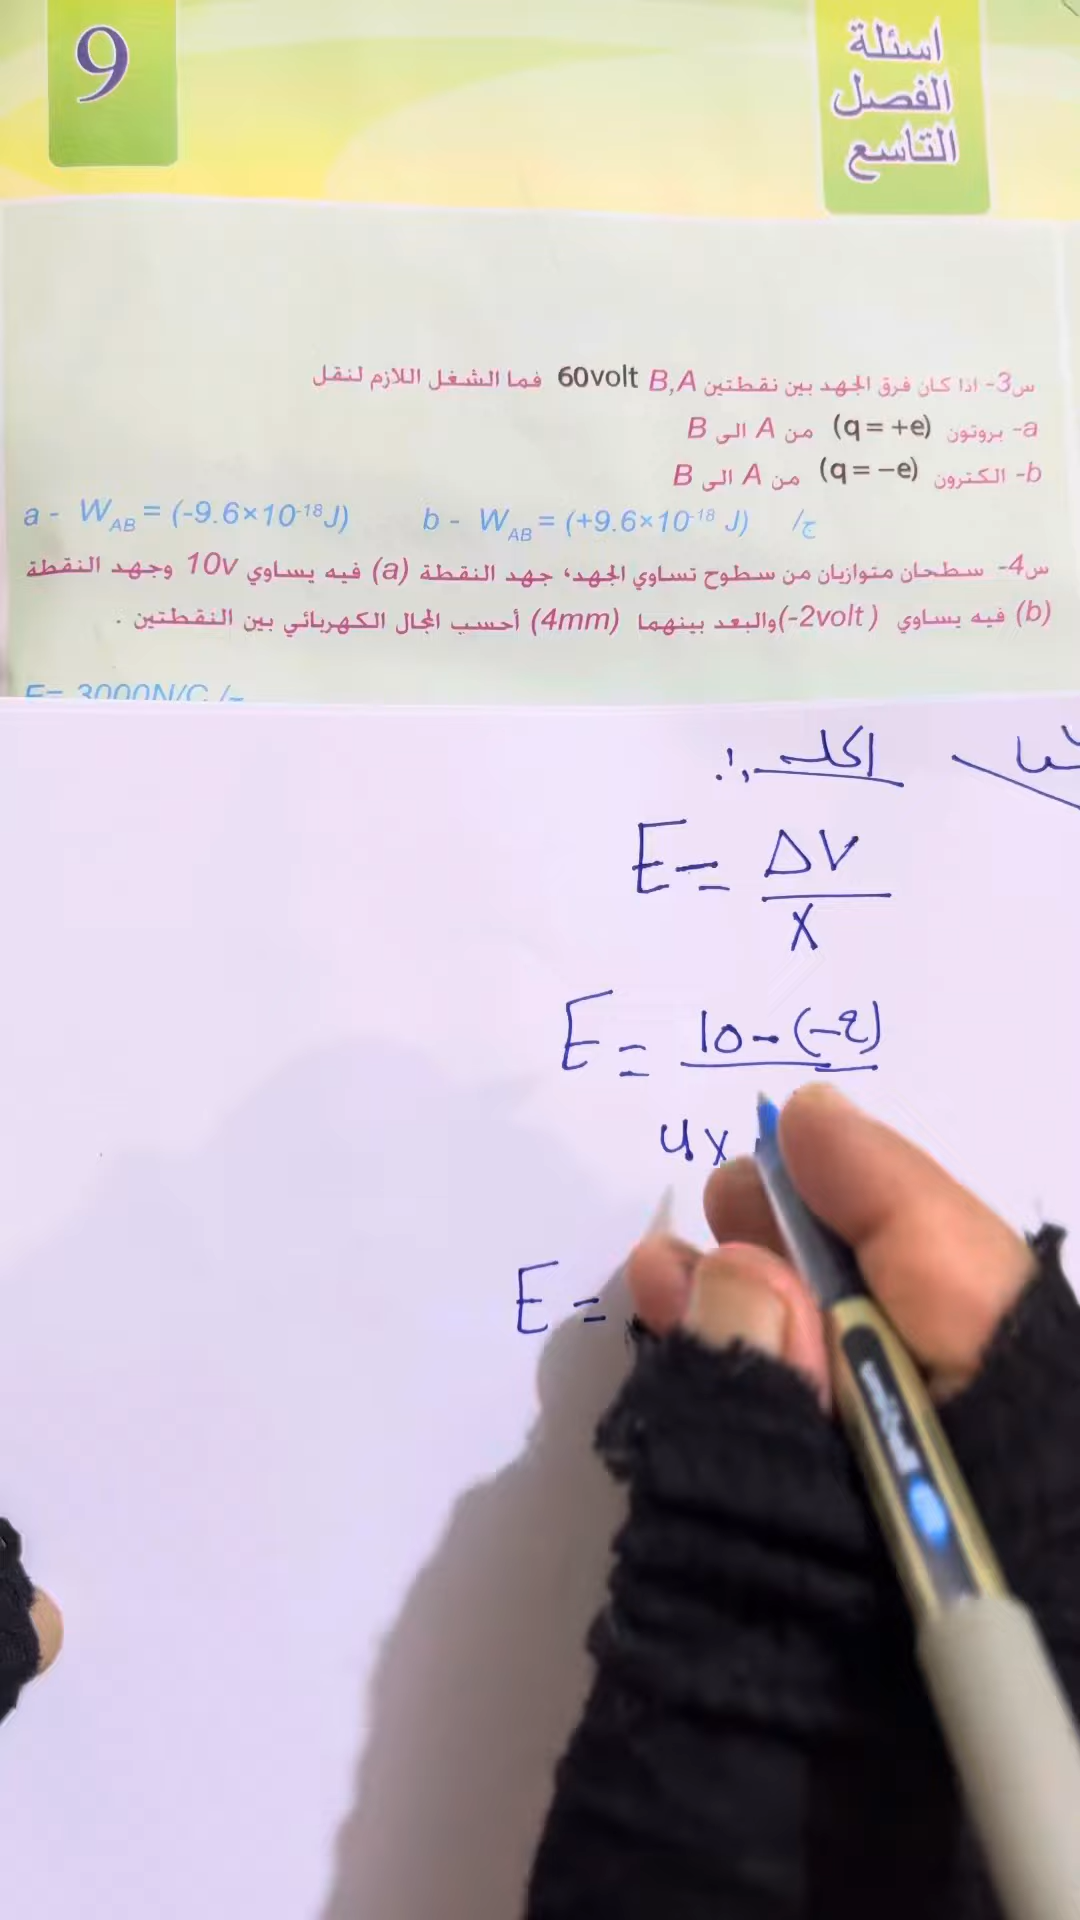 9
اسئلة
الفصل
التاسع
س3- اذا كان فرق الجهد بين نقطتين B,A 60volt فما الشغل اللازم لنقل
a- بروتون (q = +e) من A الى B
b- الكترون (q = −e) من A الى B
ج/ a - W_AB = (-9.6×10⁻¹⁸ J) b - W_AB = (+9.6×10⁻¹⁸ J)
س4- سطحان متوازيان من سطوح تساوي الجهد، جهد النقطة (a) فيه يساوي 10v وجهد النقطة
(b) فيه يساوي (-2volt) والبعد بينهما (4mm) أحسب المجال الكهربائي بين النقطتين .
E= 3000N/C
الحل
E = ΔV / X
E = 10 - (-2)
4x
E =